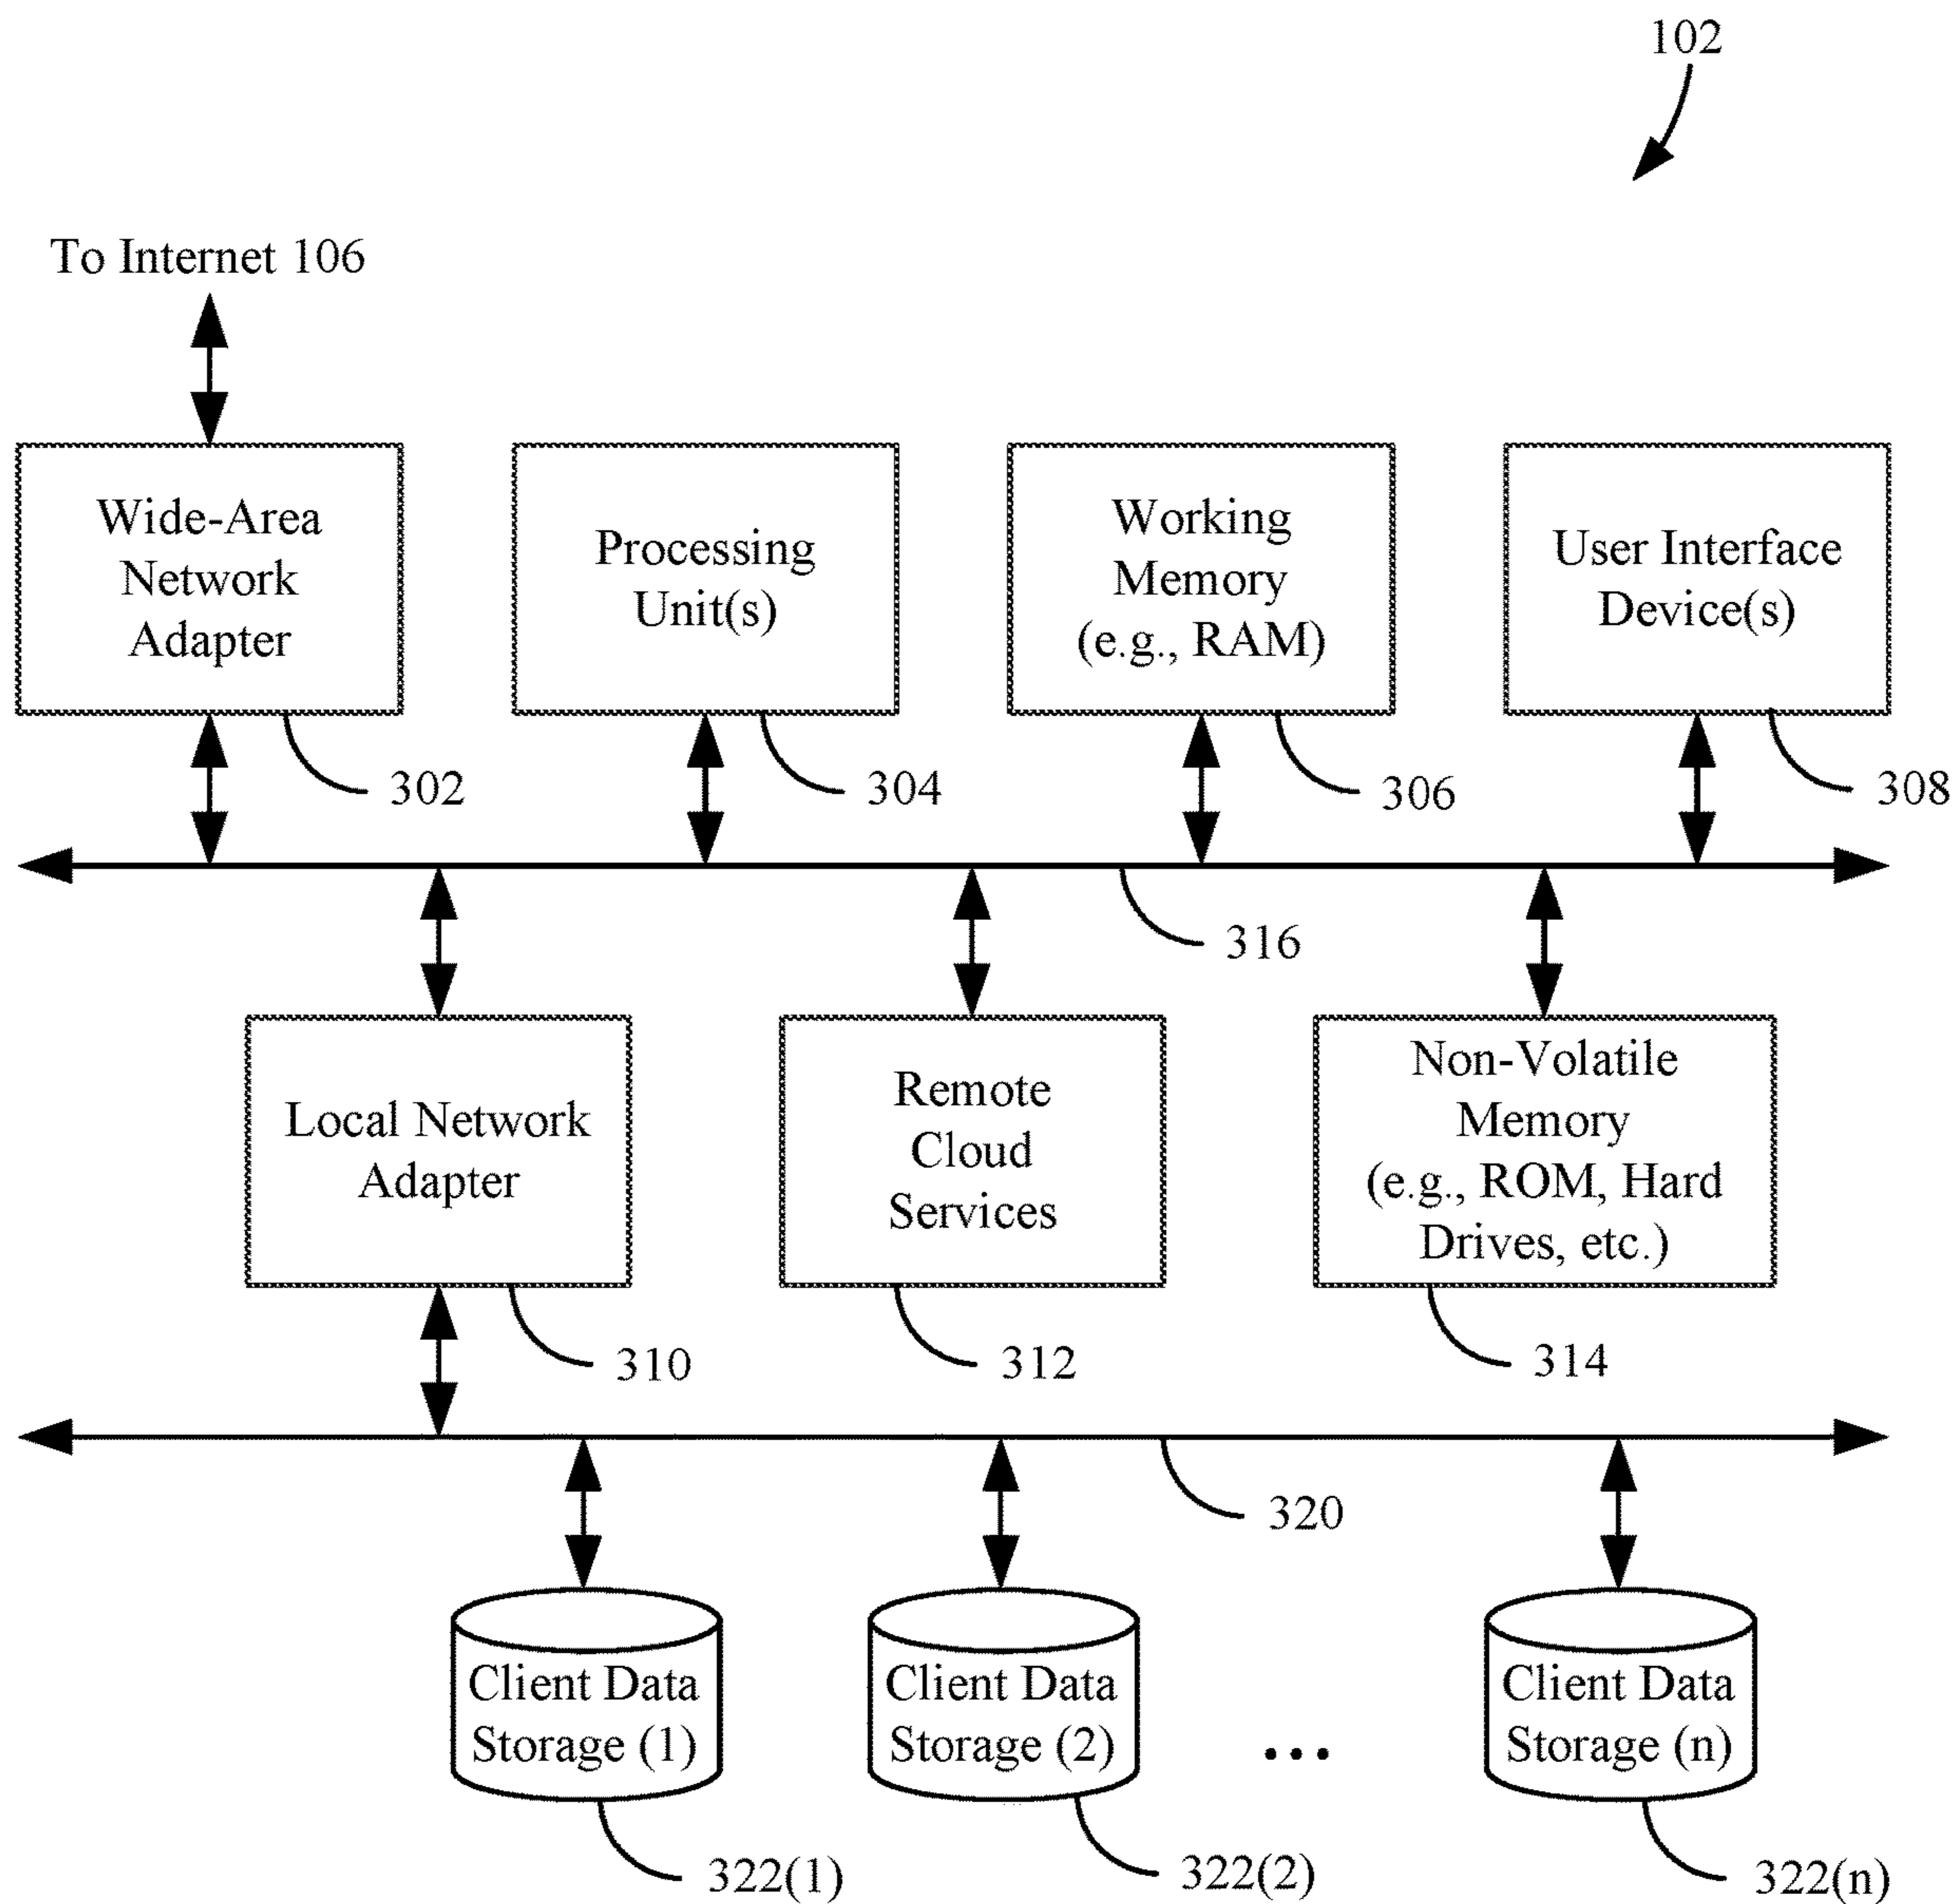 102
To Internet 106
Wide-Area
Network
Adapter
Processing
Unit(s)
Working
Memory
(e.g., RAM)
User Interface
Device(s)
302
304
306
308
316
Local Network
Adapter
Remote
Cloud
Services
Non-Volatile
Memory
(e.g., ROM, Hard
Drives, etc.)
310
312
314
320
Client Data
Storage (1)
Client Data
Storage (2)
...
Client Data
Storage (n)
322(1)
322(2)
322(n)